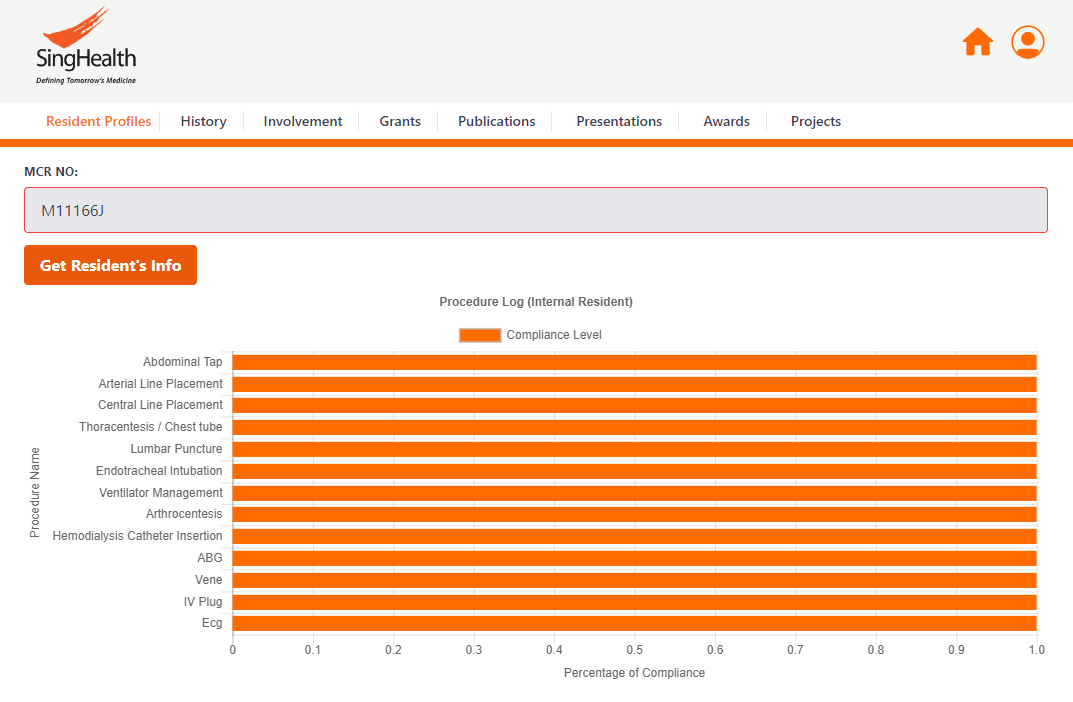 SingHealth
Defining Tomorrow's Medicine
Resident Profiles History Involvement Grants Publications Presentations Awards Projects
MCR NO:
M11166J
Get Resident's Info
Procedure Log (Internal Resident)
Compliance Level
Procedure Name
Abdominal Tap
Arterial Line Placement
Central Line Placement
Thoracentesis / Chest tube
Lumbar Puncture
Endotracheal Intubation
Ventilator Management
Arthrocentesis
Hemodialysis Catheter Insertion
ABG
Vene
IV Plug
Ecg
0 0.1 0.2 0.3 0.4 0.5 0.6 0.7 0.8 0.9 1.0
Percentage of Compliance